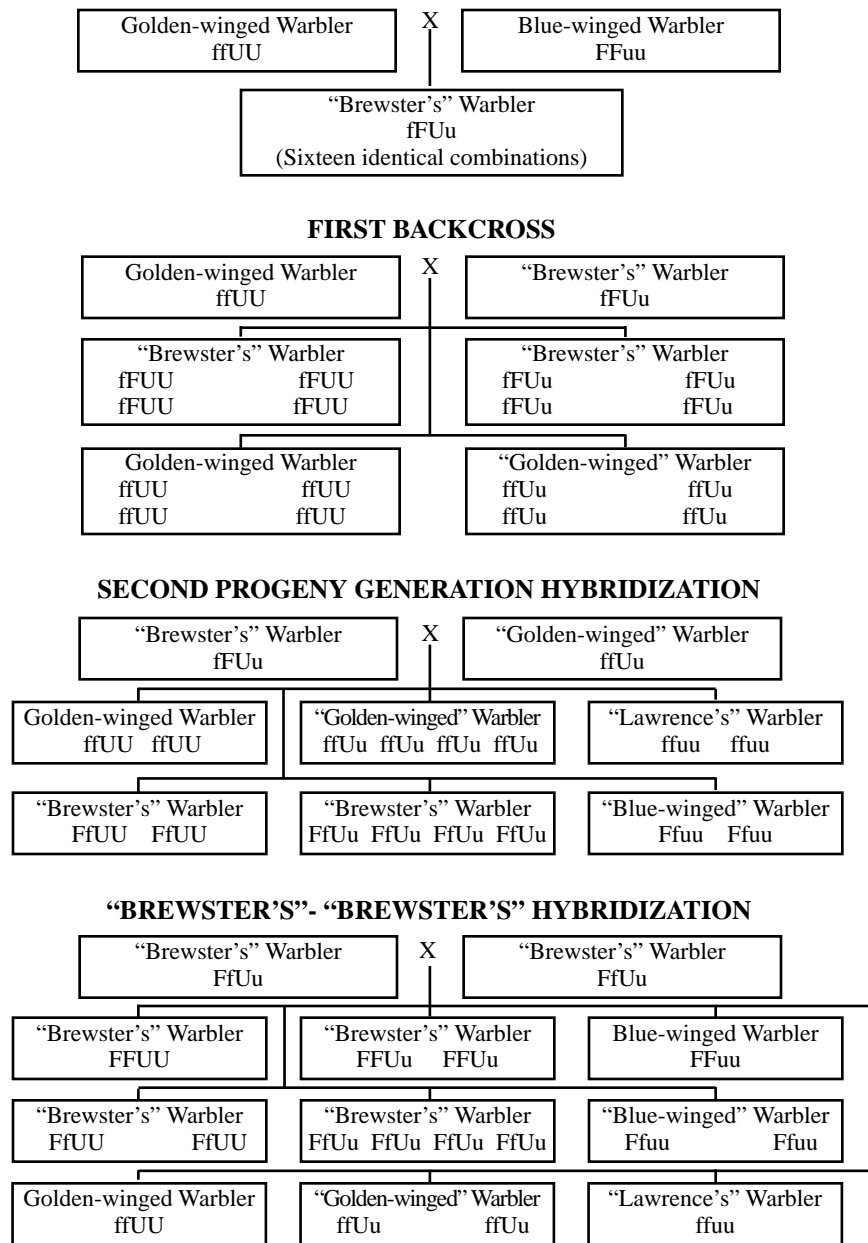 Golden-winged Warbler X Blue-winged Warbler
ffUU FFuu
“Brewster's” Warbler
fFUu
(Sixteen identical combinations)
FIRST BACKCROSS
Golden-winged Warbler X “Brewster's” Warbler
ffUU fFUu
“Brewster's” Warbler “Brewster's” Warbler
fFUU fFUU fFUu fFUu
fFUU fFUU fFUu fFUu
Golden-winged Warbler “Golden-winged” Warbler
ffUU ffUU ffUu ffUu
ffUU ffUU ffUu ffUu
SECOND PROGENY GENERATION HYBRIDIZATION
“Brewster's” Warbler X “Golden-winged” Warbler
fFUu ffUu
Golden-winged Warbler “Golden-winged” Warbler “Lawrence's” Warbler
ffUU ffUU ffUu ffUu ffUu ffUu ffuu ffuu
“Brewster's” Warbler “Brewster's” Warbler “Blue-winged” Warbler
FfUU FfUU FfUu FfUu FfUu FfUu Ffuu Ffuu
“BREWSTER'S”- “BREWSTER'S” HYBRIDIZATION
“Brewster's” Warbler X “Brewster's” Warbler
FfUu FfUu
“Brewster's” Warbler “Brewster's” Warbler Blue-winged Warbler
FFUU FFUu FFUu FFuu
“Brewster's” Warbler “Brewster's” Warbler “Blue-winged” Warbler
FfUU FfUU FfUu FfUu FfUu FfUu Ffuu Ffuu
Golden-winged Warbler “Golden-winged” Warbler “Lawrence's” Warbler
ffUU ffUu ffUu ffuu